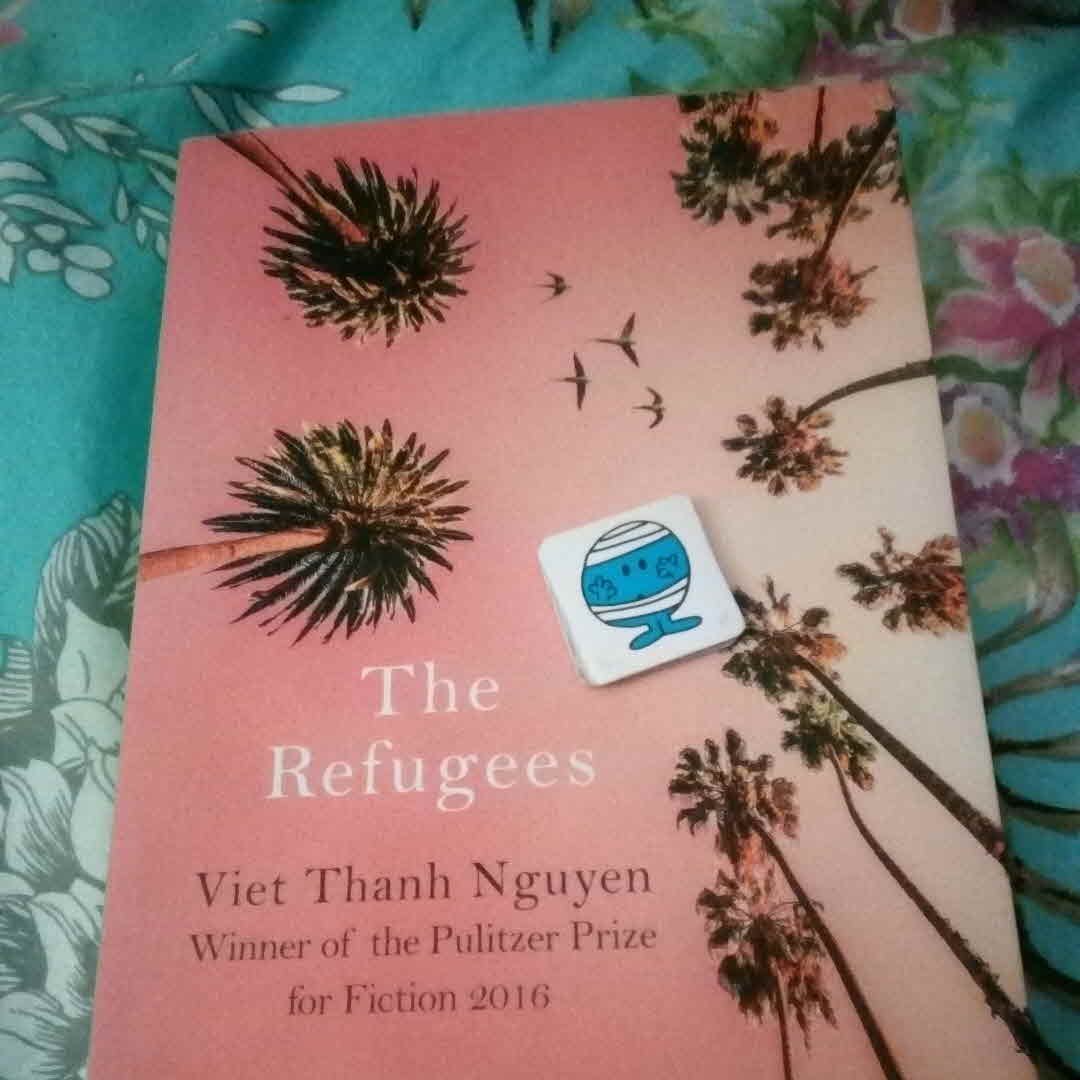 The
Refugees
Viet Thanh Nguyen
Winner of the Pulitzer Prize
for Fiction 2016